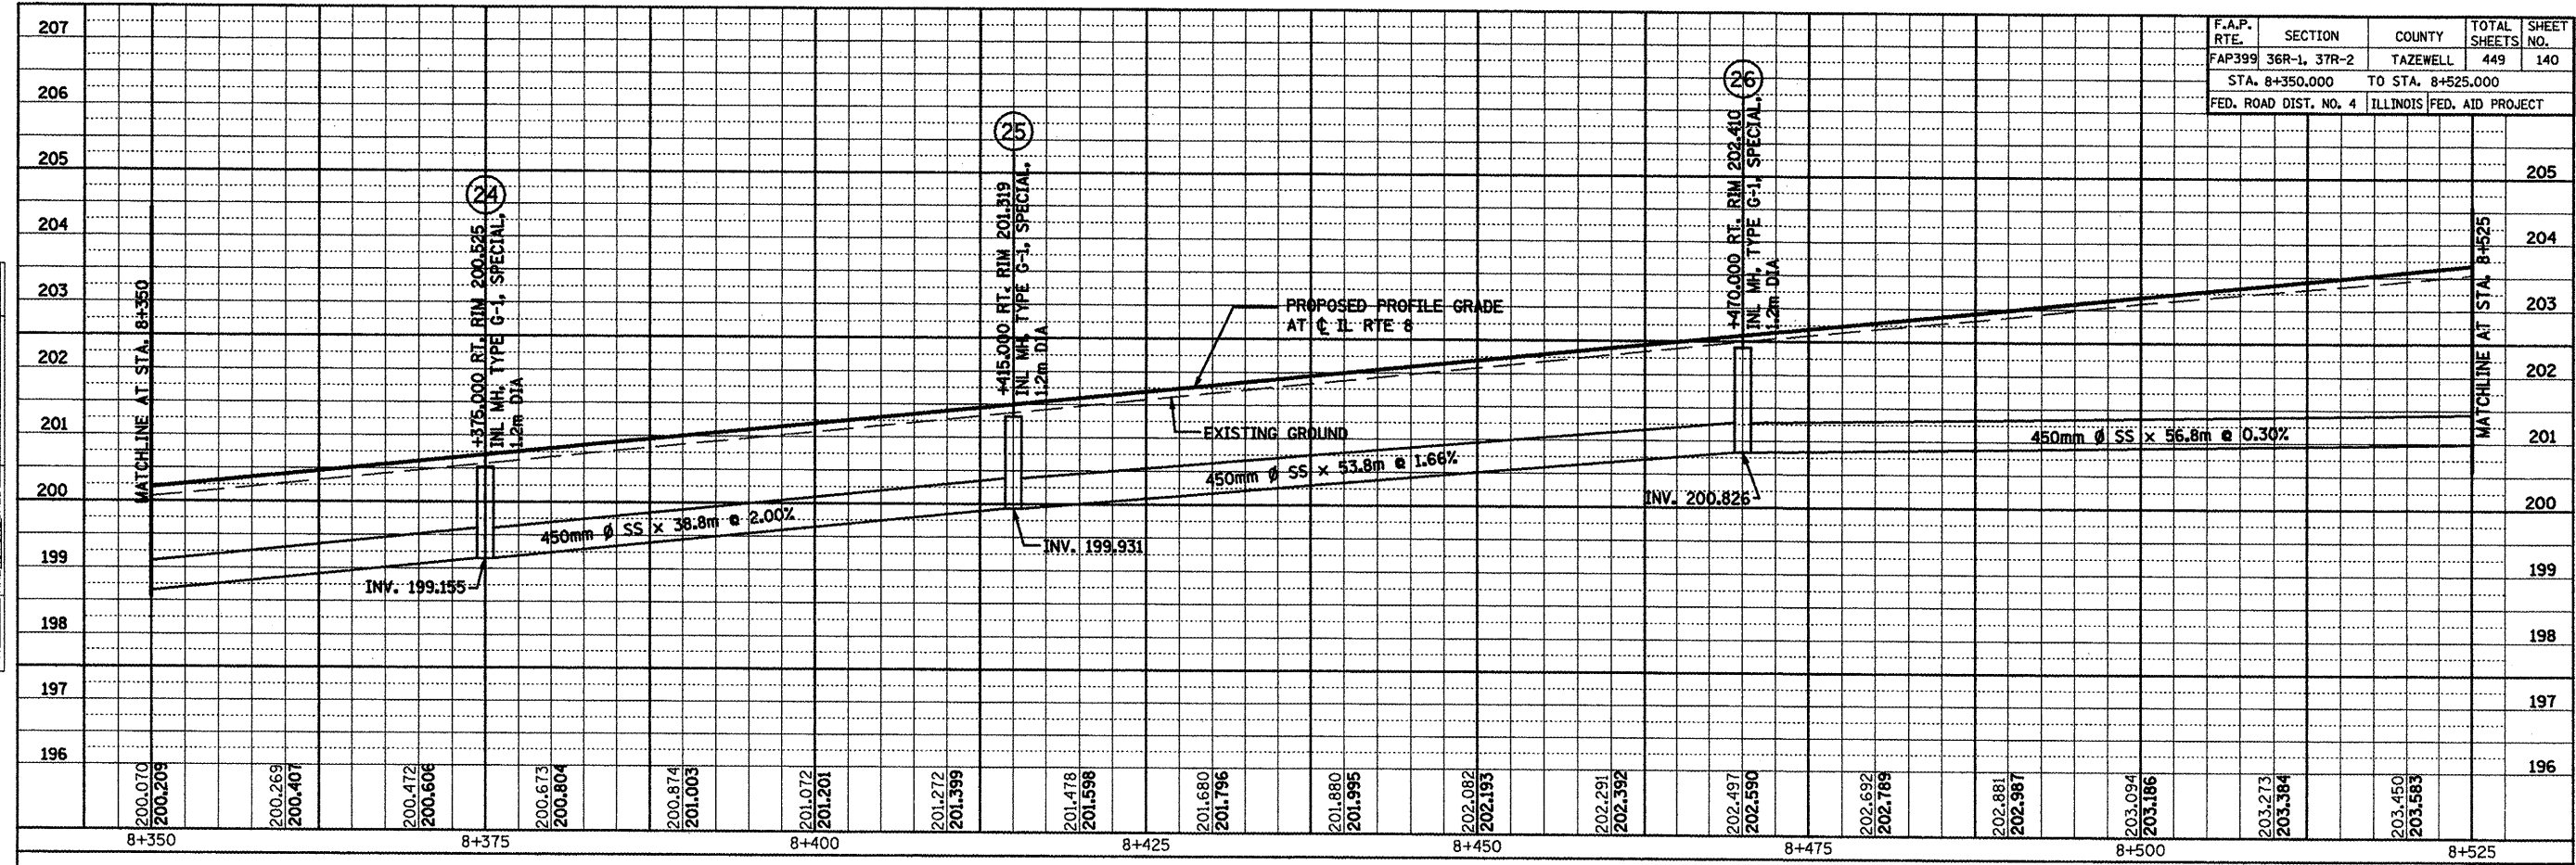 F.A.P. RTE. SECTION COUNTY TOTAL SHEETS SHEET NO.
FAP399 36R-1, 37R-2 TAZEWELL 449 140
STA. 8+350.000 TO STA. 8+525.000
FED. ROAD DIST. NO. 4 ILLINOIS FED. AID PROJECT
207
206
205
204
203
202
201
200
199
198
197
196
MATCHLINE AT STA. 8+350
24
+375.000 RT. RIM 200.525
INL MH, TYPE G-1, SPECIAL,
1.2m DIA
INV. 199.155
450mm Ø SS × 38.8m @ 2.00%
25
+415.000 RT. RIM 201.319
INL MH, TYPE G-1, SPECIAL,
1.2m DIA
INV. 199.931
PROPOSED PROFILE GRADE
AT ℄ IL RTE 8
EXISTING GROUND
450mm Ø SS × 53.8m @ 1.66%
26
+470.000 RT. RIM 202.410
INL MH, TYPE G-1, SPECIAL,
1.2m DIA
INV. 200.826
450mm Ø SS × 56.8m @ 0.30%
MATCHLINE AT STA. 8+525
205
204
203
202
201
200
199
198
197
196
200.070
200.209
200.269
200.407
200.472
200.606
200.673
200.804
200.874
201.003
201.072
201.201
201.272
201.399
201.478
201.598
201.680
201.796
201.880
201.995
202.082
202.193
202.291
202.392
202.497
202.590
202.692
202.789
202.881
202.987
203.094
203.186
203.273
203.384
203.450
203.583
8+350 8+375 8+400 8+425 8+450 8+475 8+500 8+525